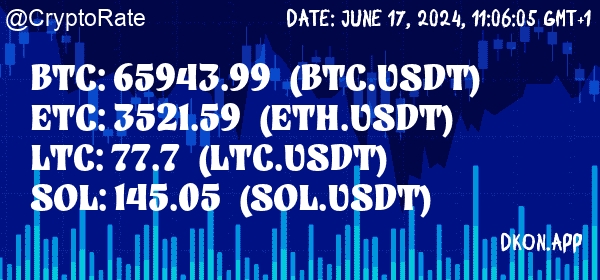 @CryptoRate
DATE: JUNE 17, 2024, 11:06:05 GMT+1
BTC: 65943.99 (BTC.USDT)
ETC: 3521.59 (ETH.USDT)
LTC: 77.7 (LTC.USDT)
SOL: 145.05 (SOL.USDT)
DKON.APP